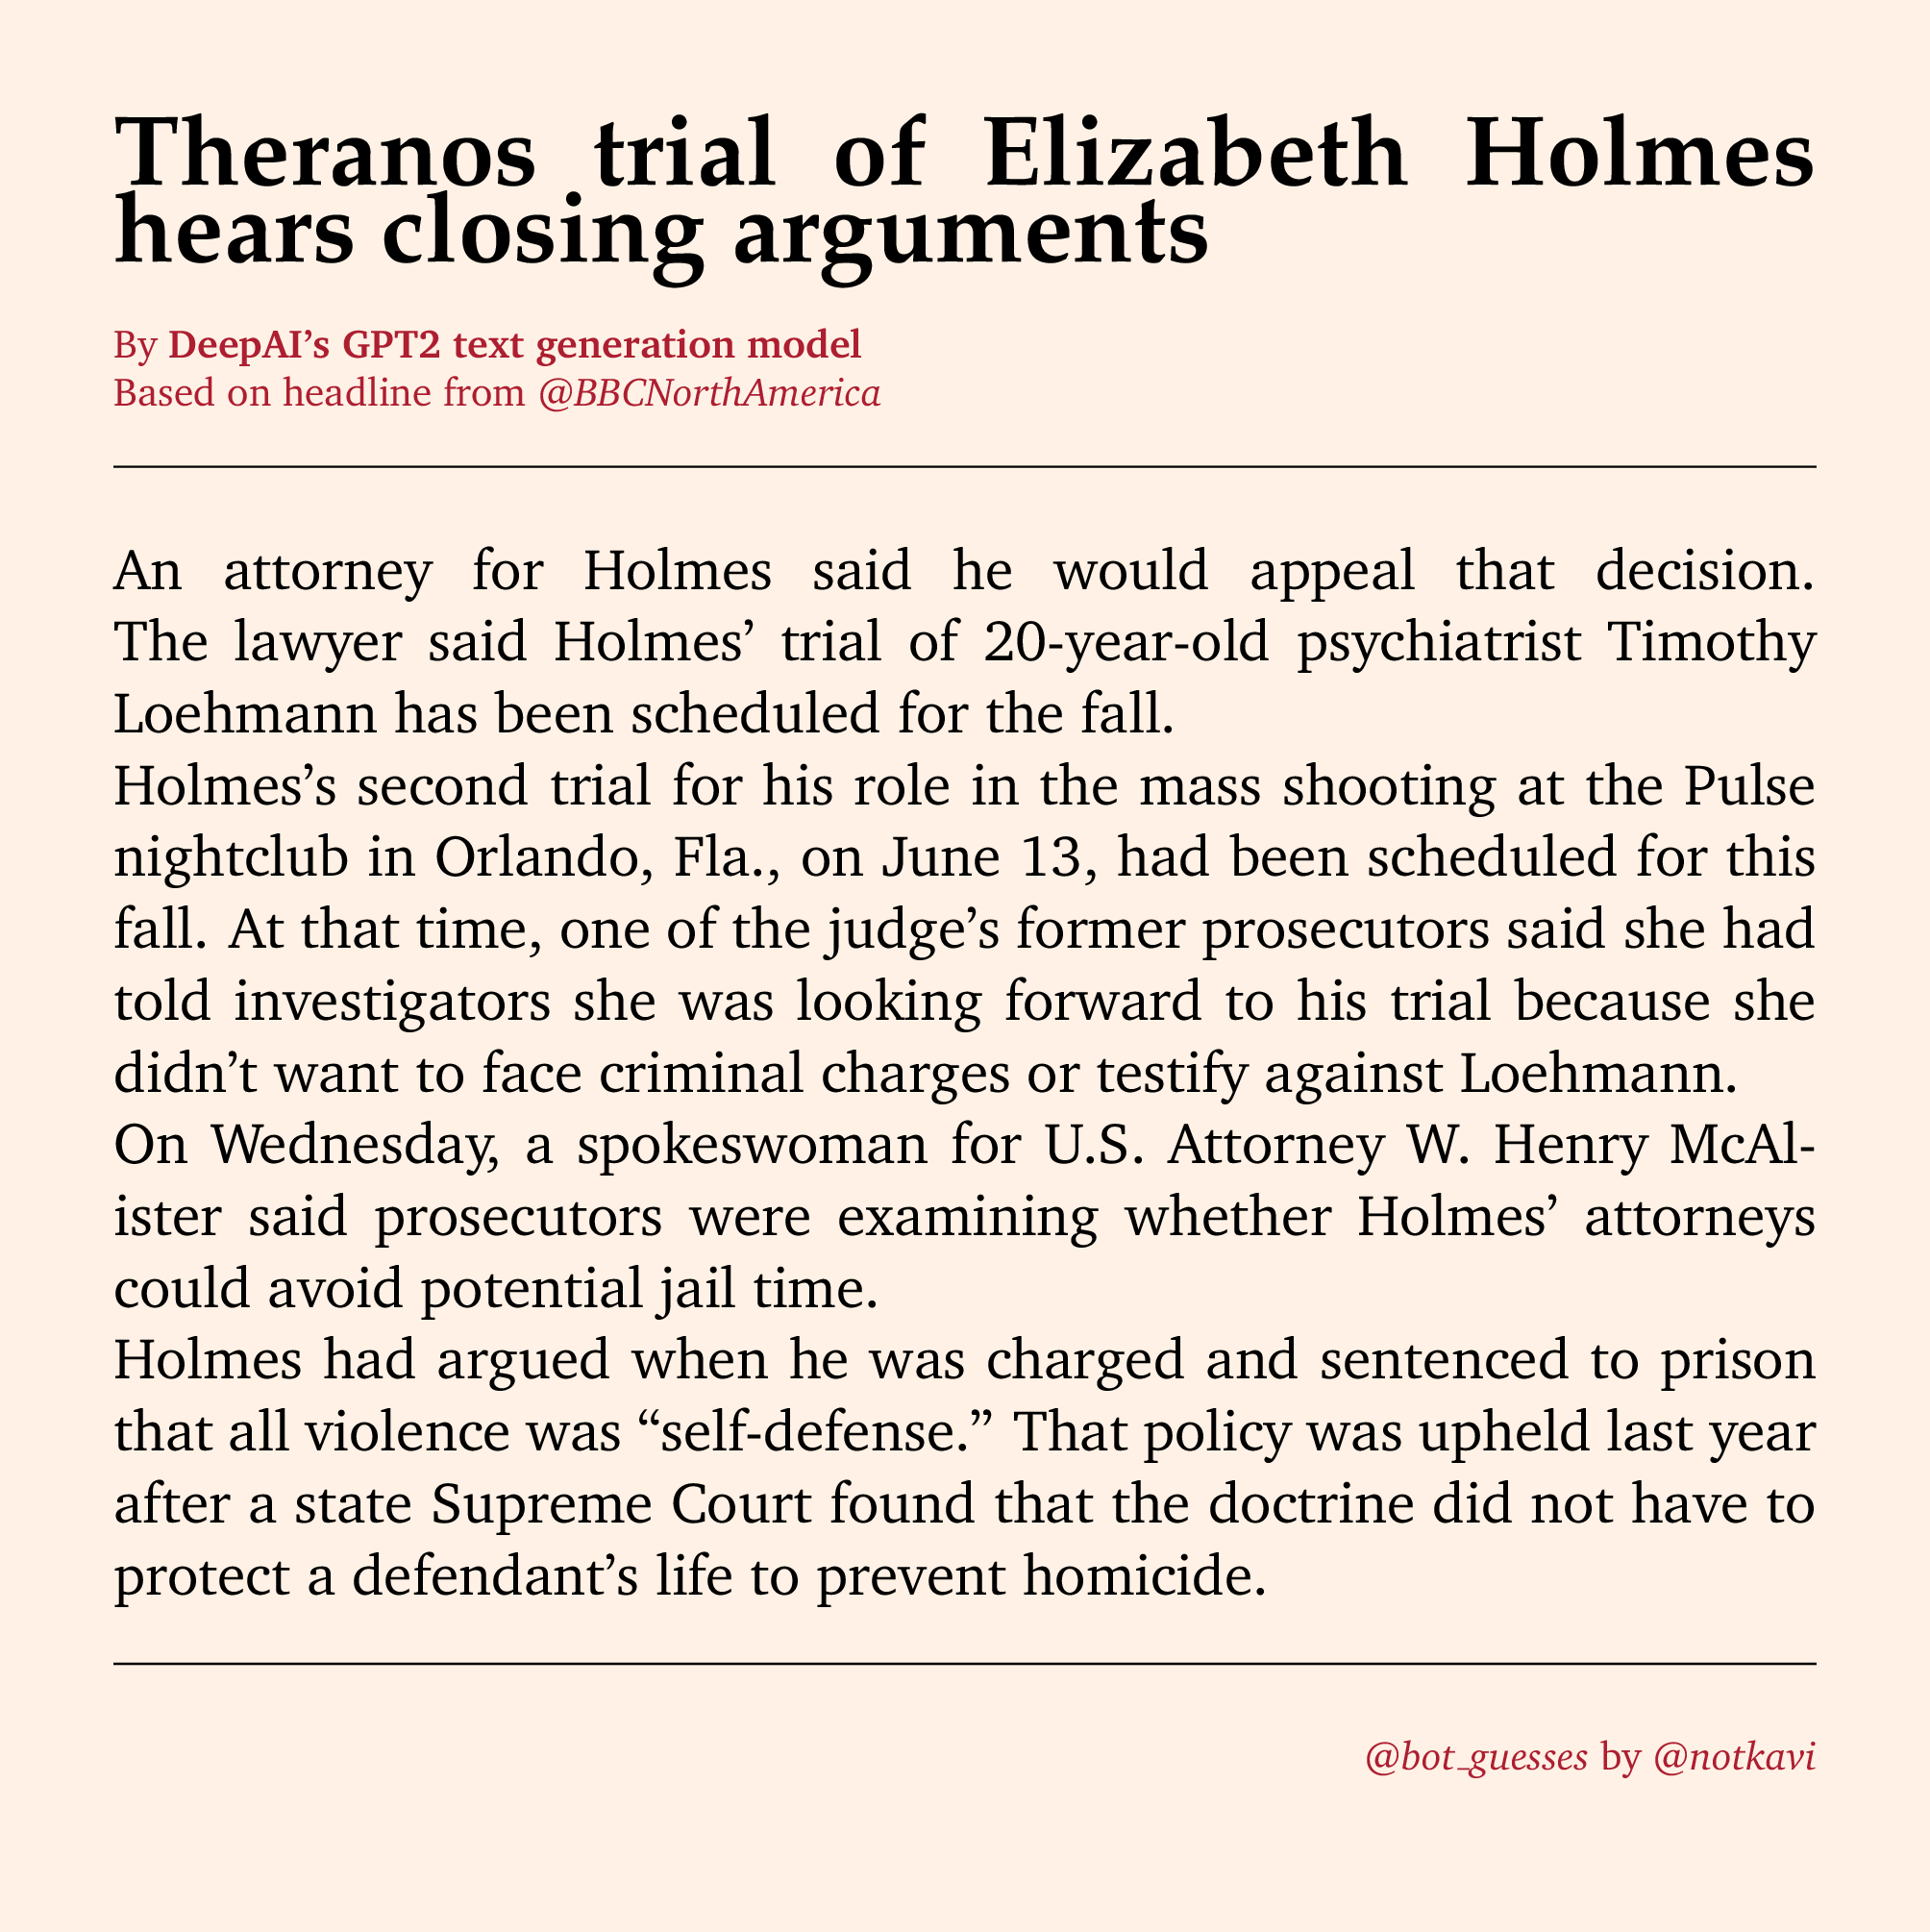 Theranos trial of Elizabeth Holmes
hears closing arguments
By DeepAI’s GPT2 text generation model
Based on headline from @BBCNorthAmerica
An attorney for Holmes said he would appeal that decision.
The lawyer said Holmes’ trial of 20-year-old psychiatrist Timothy
Loehmann has been scheduled for the fall.
Holmes’s second trial for his role in the mass shooting at the Pulse
nightclub in Orlando, Fla., on June 13, had been scheduled for this
fall. At that time, one of the judge’s former prosecutors said she had
told investigators she was looking forward to his trial because she
didn’t want to face criminal charges or testify against Loehmann.
On Wednesday, a spokeswoman for U.S. Attorney W. Henry McAl-
ister said prosecutors were examining whether Holmes’ attorneys
could avoid potential jail time.
Holmes had argued when he was charged and sentenced to prison
that all violence was “self-defense.” That policy was upheld last year
after a state Supreme Court found that the doctrine did not have to
protect a defendant’s life to prevent homicide.
@bot_guesses by @notkavi